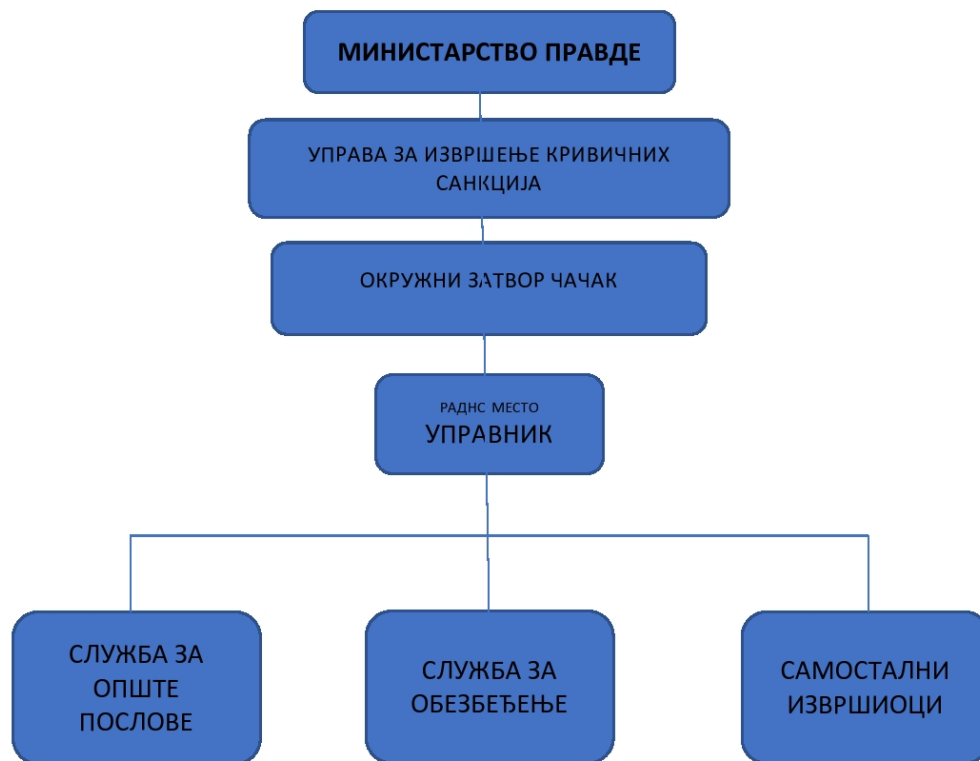 МИНИСТАРСТВО ПРАВДЕ
УПРАВА ЗА ИЗВРШЕЊЕ КРИВИЧНИХ
САНКЦИЈА
ОКРУЖНИ ЗАТВОР ЧАЧАК
РАДНС МЕСТО
УПРАВНИК
СЛУЖБА ЗА
ОПШТЕ
ПОСЛОВЕ
СЛУЖБА ЗА
ОБЕЗБЕЂЕЊЕ
САМОСТАЛНИ
ИЗВРШИОЦИ